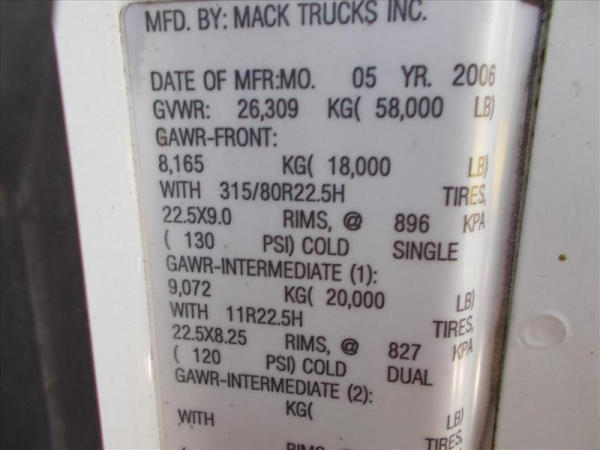 MFD. BY: MACK TRUCKS INC.
DATE OF MFR:MO. 05 YR. 2006
GVWR: 26,309 KG( 58,000 LB)
GAWR-FRONT:
8,165 KG( 18,000 LB)
WITH 315/80R22.5H TIRES,
22.5X9.0 RIMS, @ 896 KPA
( 130 PSI) COLD SINGLE
GAWR-INTERMEDIATE (1):
9,072 KG( 20,000 LB)
WITH 11R22.5H TIRES,
22.5X8.25 RIMS, @ 827 KPA
( 120 PSI) COLD DUAL
GAWR-INTERMEDIATE (2):
KG( LB)
WITH TIRES,
RIMS, @